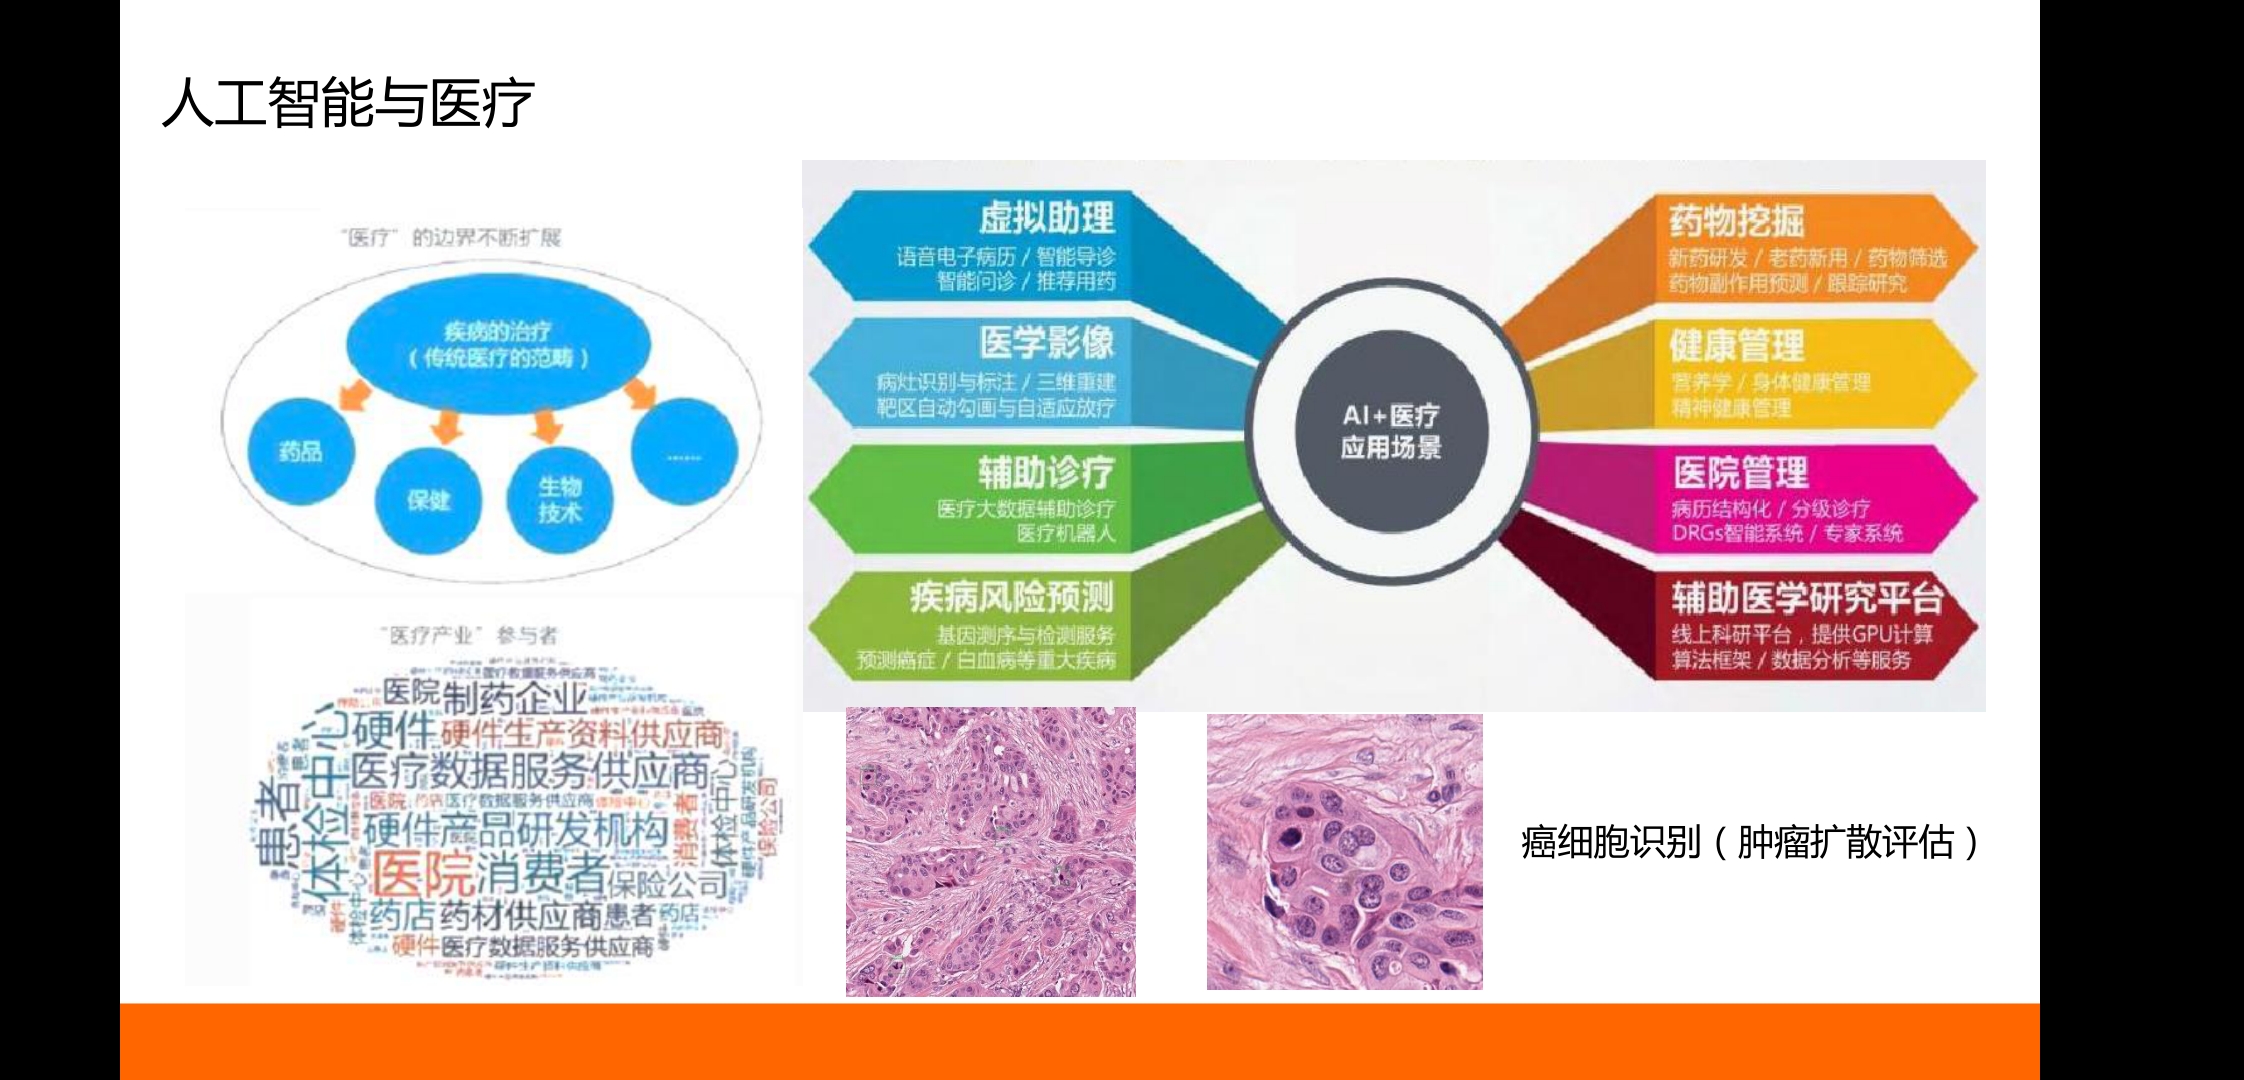 人工智能与医疗
“医疗”的边界不断扩展
疾病的治疗
（传统医疗的范畴）
药品
保健
生物
技术
......
“医疗产业”参与者
医院 制药企业
硬件 硬件生产资料供应商
医疗数据服务供应商
患者
体检中心
医院 药店 医疗数据服务供应商 体检中心
硬件产品研发机构
消费者
体检中心
保险公司
医院 消费者 保险公司
药店 药材供应商 患者 药店
硬件 医疗数据服务供应商
虚拟助理
语音电子病历 / 智能导诊
智能问诊 / 推荐用药
医学影像
病灶识别与标注 / 三维重建
靶区自动勾画与自适应放疗
辅助诊疗
医疗大数据辅助诊疗
医疗机器人
疾病风险预测
基因测序与检测服务
预测癌症 / 白血病等重大疾病
AI+医疗
应用场景
药物挖掘
新药研发 / 老药新用 / 药物筛选
药物副作用预测 / 跟踪研究
健康管理
营养学 / 身体健康管理
精神健康管理
医院管理
病历结构化 / 分级诊疗
DRGs智能系统 / 专家系统
辅助医学研究平台
线上科研平台，提供GPU计算
算法框架 / 数据分析等服务
癌细胞识别（肿瘤扩散评估）